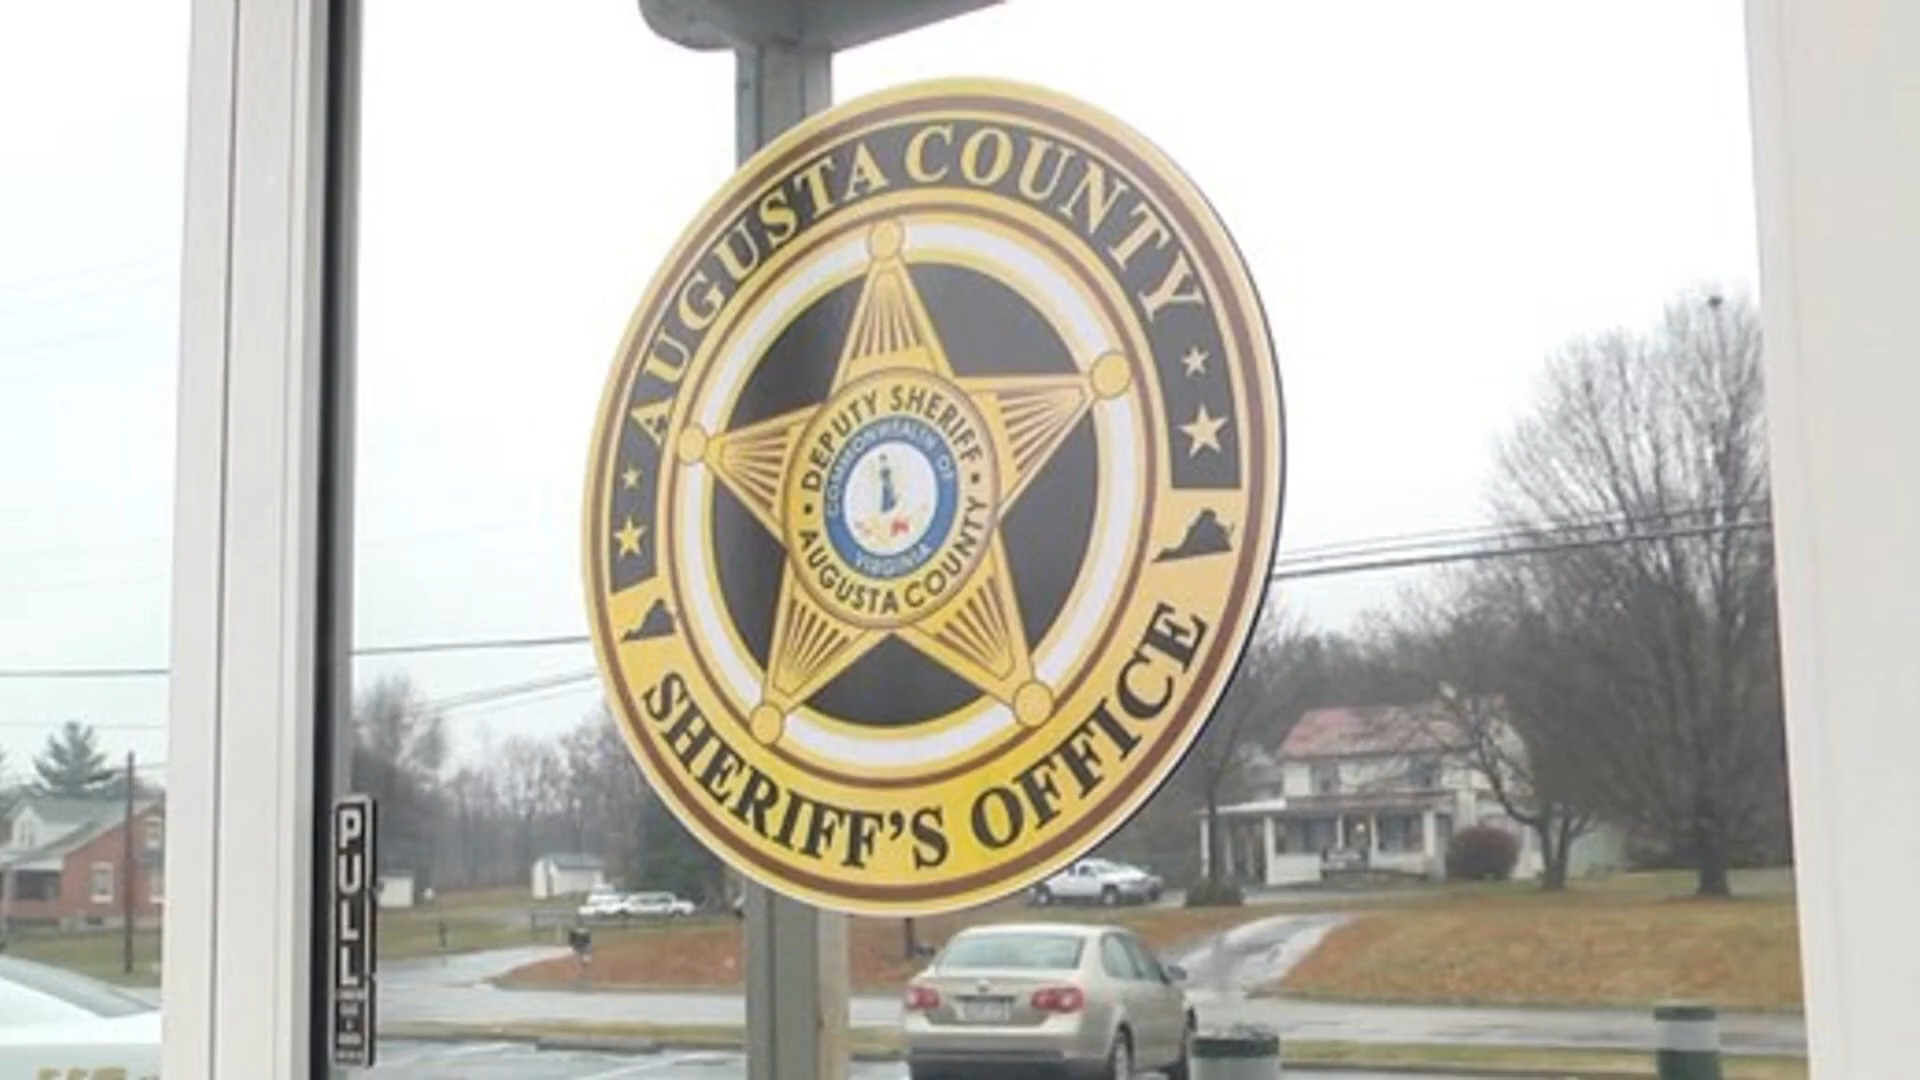 AUGUSTA COUNTY
DEPUTY SHERIFF
COMMONWEALTH OF
VIRGINIA
AUGUSTA COUNTY
SHERIFF'S OFFICE
PULL